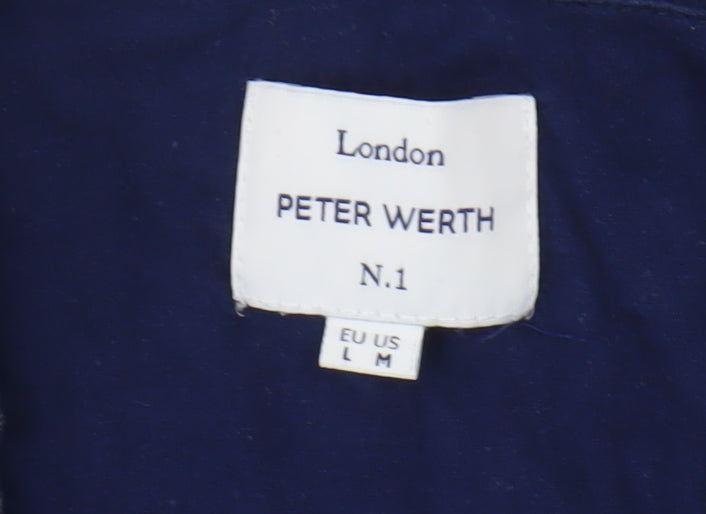 London
PETER WERTH
N.1
EU US
L M